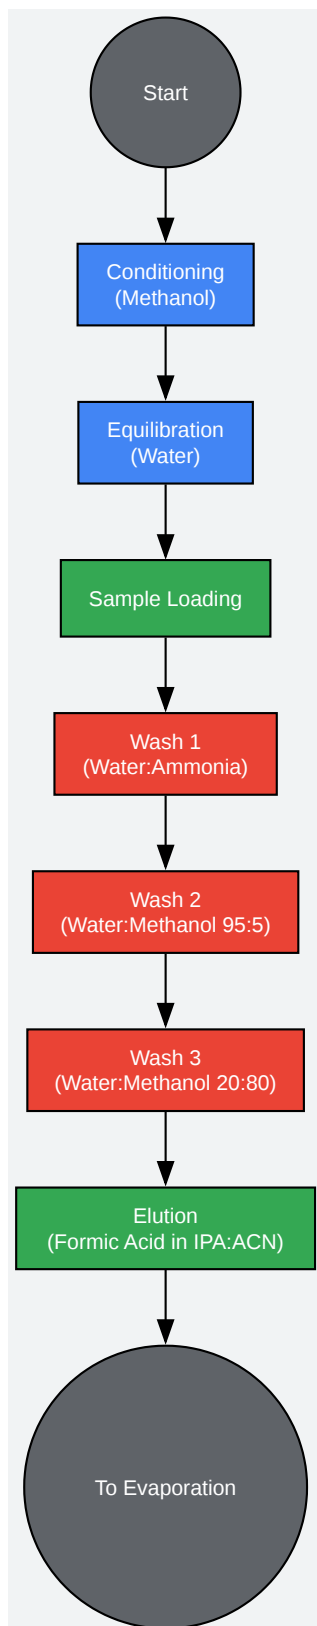 Start
Conditioning
(Methanol)
Equilibration
(Water)
Sample Loading
Wash 1
(Water:Ammonia)
Wash 2
(Water:Methanol 95:5)
Wash 3
(Water:Methanol 20:80)
Elution
(Formic Acid in IPA:ACN)
To Evaporation